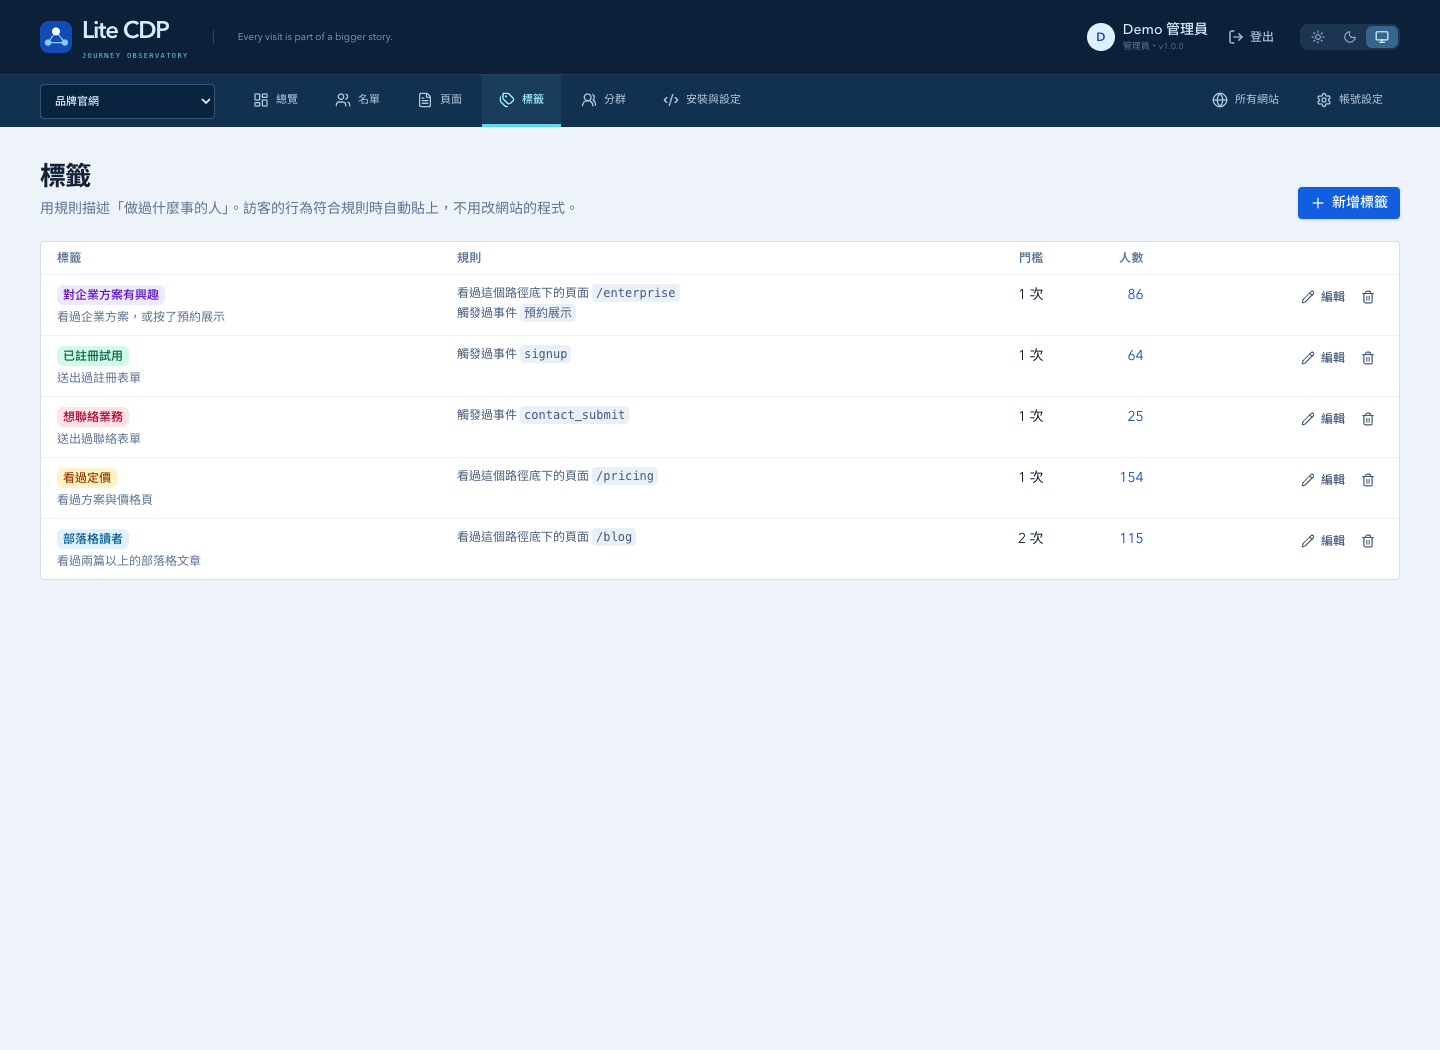 Lite CDP
JOURNEY OBSERVATORY
Every visit is part of a bigger story.
D
Demo 管理員
管理員・v1.0.0
登出
品牌官網
總覽
名單
頁面
標籤
分群
安裝與設定
所有網站
帳號設定
標籤
用規則描述「做過什麼事的人」。訪客的行為符合規則時自動貼上，不用改網站的程式。
新增標籤
標籤 規則 門檻 人數
對企業方案有興趣
看過企業方案，或按了預約展示
看過這個路徑底下的頁面 /enterprise
觸發過事件 預約展示
1 次 86 編輯
已註冊試用
送出過註冊表單
觸發過事件 signup
1 次 64 編輯
想聯絡業務
送出過聯絡表單
觸發過事件 contact_submit
1 次 25 編輯
看過定價
看過方案與價格頁
看過這個路徑底下的頁面 /pricing
1 次 154 編輯
部落格讀者
看過兩篇以上的部落格文章
看過這個路徑底下的頁面 /blog
2 次 115 編輯